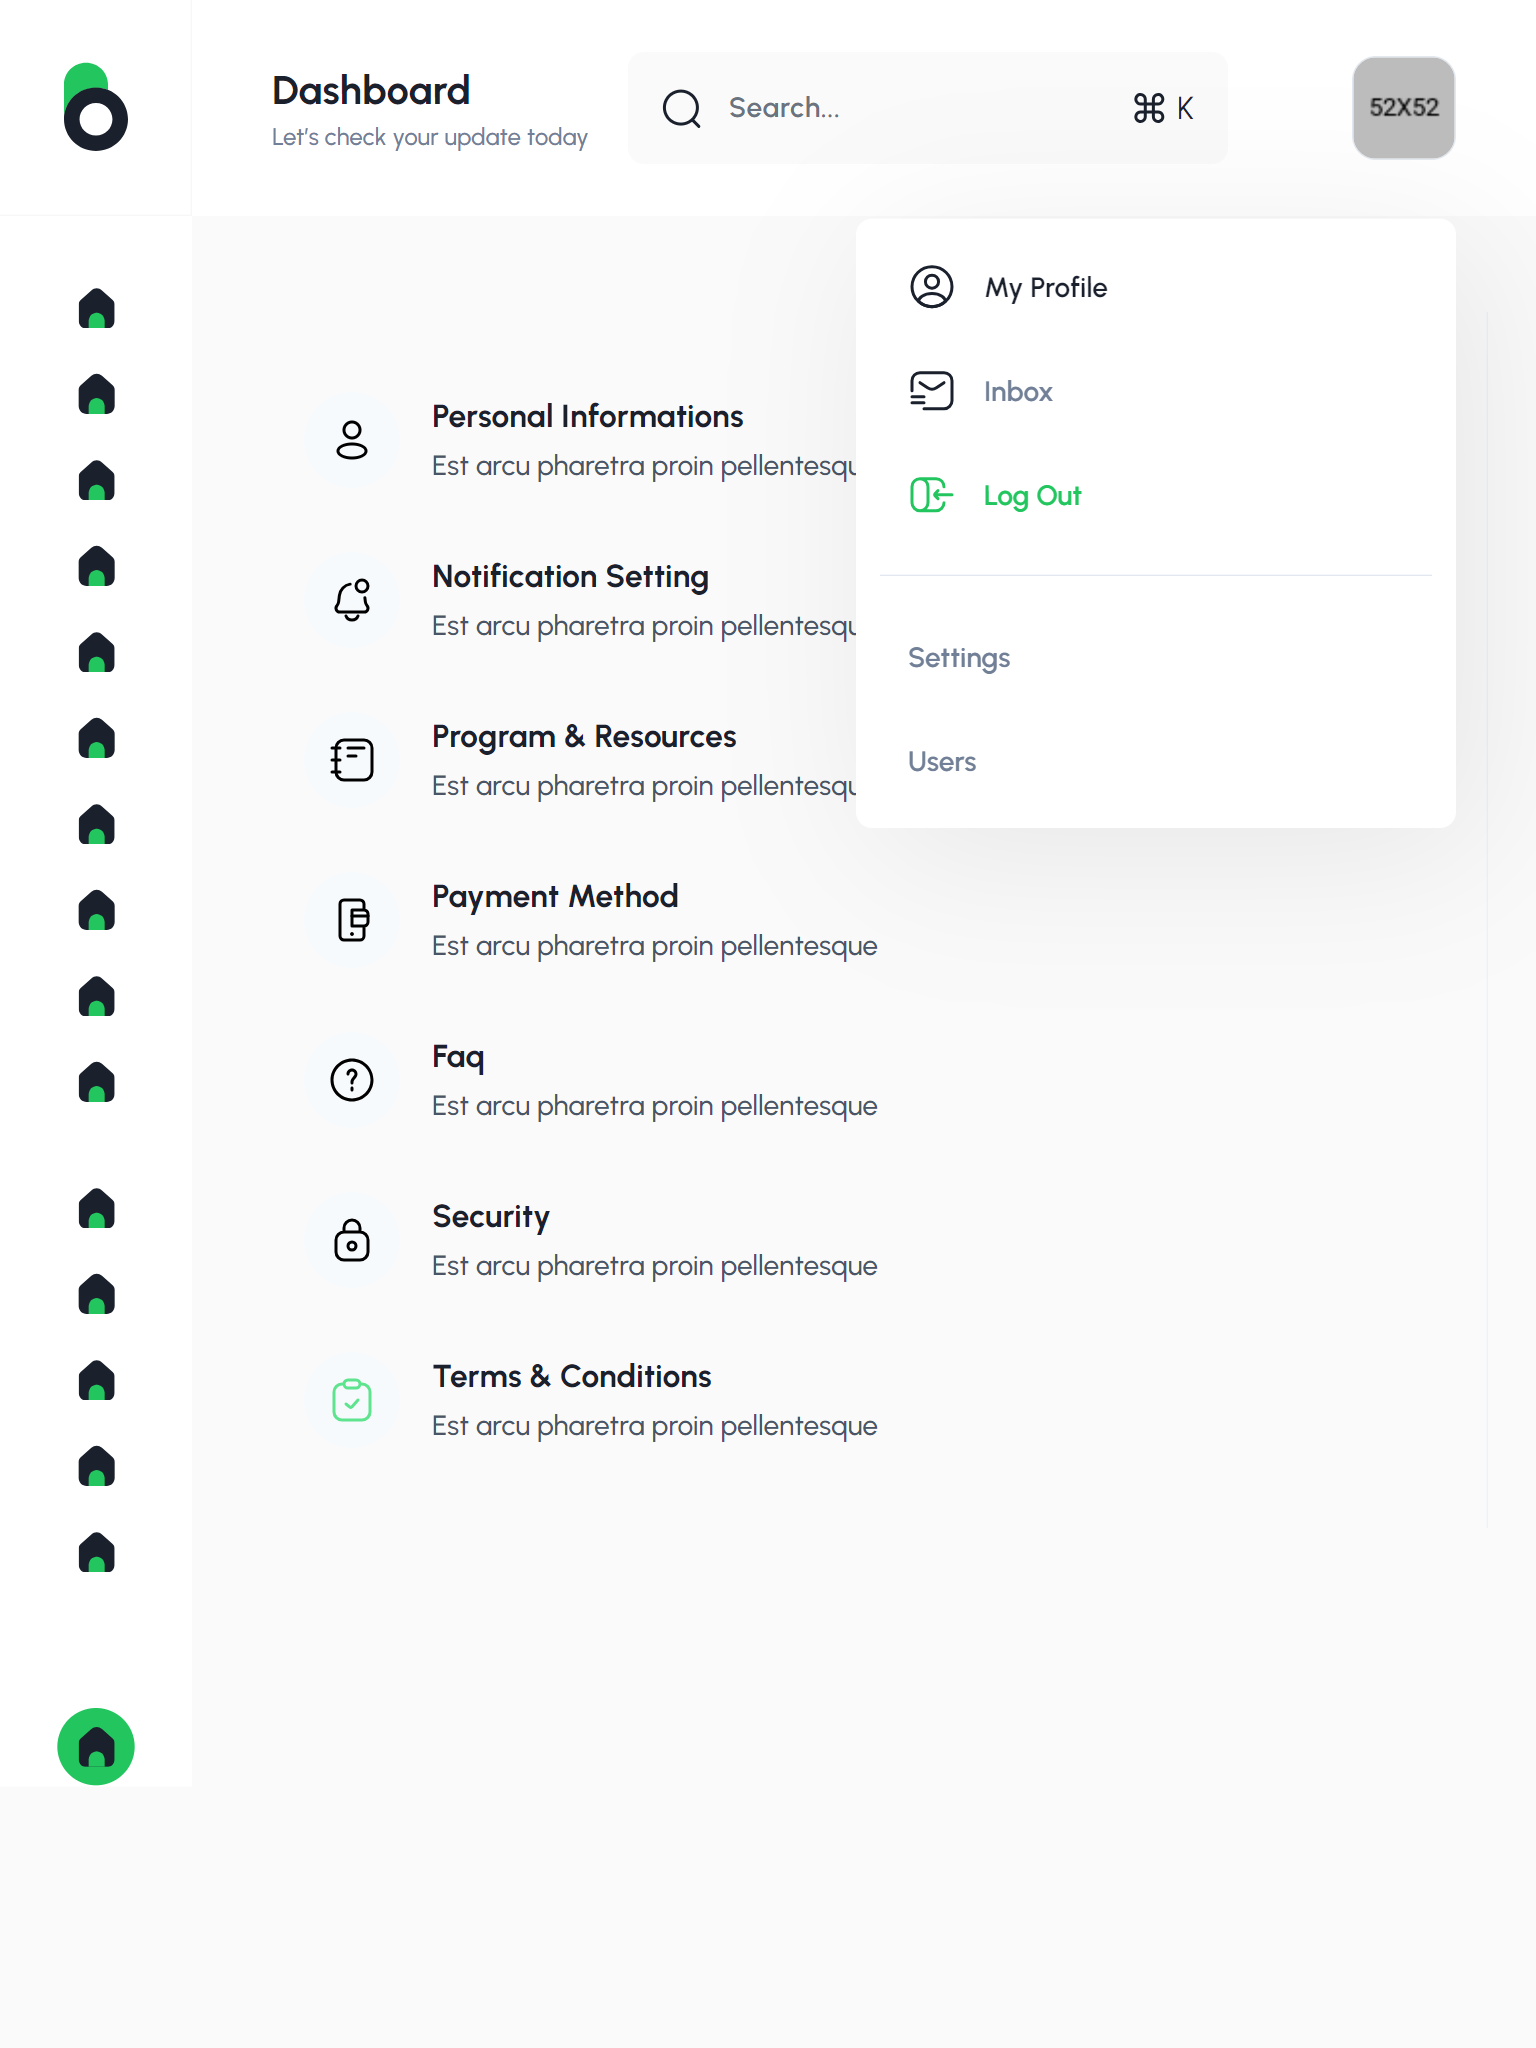 Dashboard
Let's check your update today
Search...
⌘ K
52X52
My Profile
Inbox
Log Out
Settings
Users
Personal Informations
Est arcu pharetra proin pellentesqu
Notification Setting
Est arcu pharetra proin pellentesqu
Program & Resources
Est arcu pharetra proin pellentesqu
Payment Method
Est arcu pharetra proin pellentesque
Faq
Est arcu pharetra proin pellentesque
Security
Est arcu pharetra proin pellentesque
Terms & Conditions
Est arcu pharetra proin pellentesque